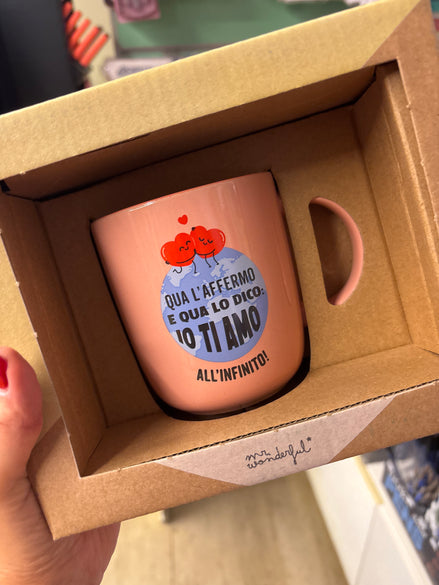 QUA L'AFFERMO
E QUA LO DICO:
IO TI AMO
ALL'INFINITO!
mr.
wonderful*